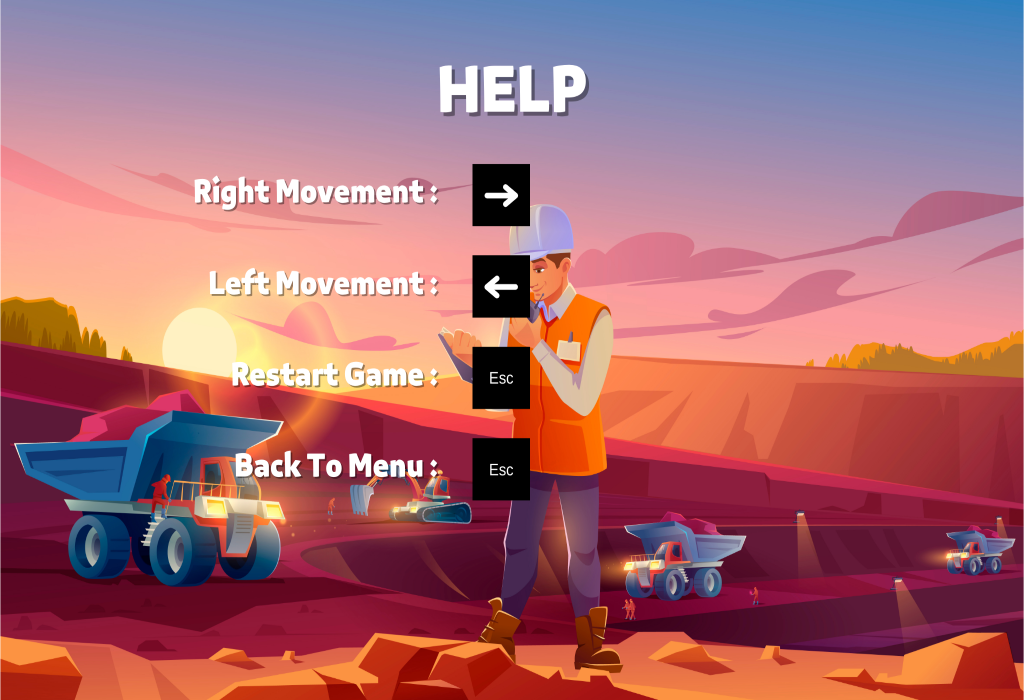 HELP
Right Movement : →
Left Movement : ←
Restart Game : Esc
Back To Menu : Esc